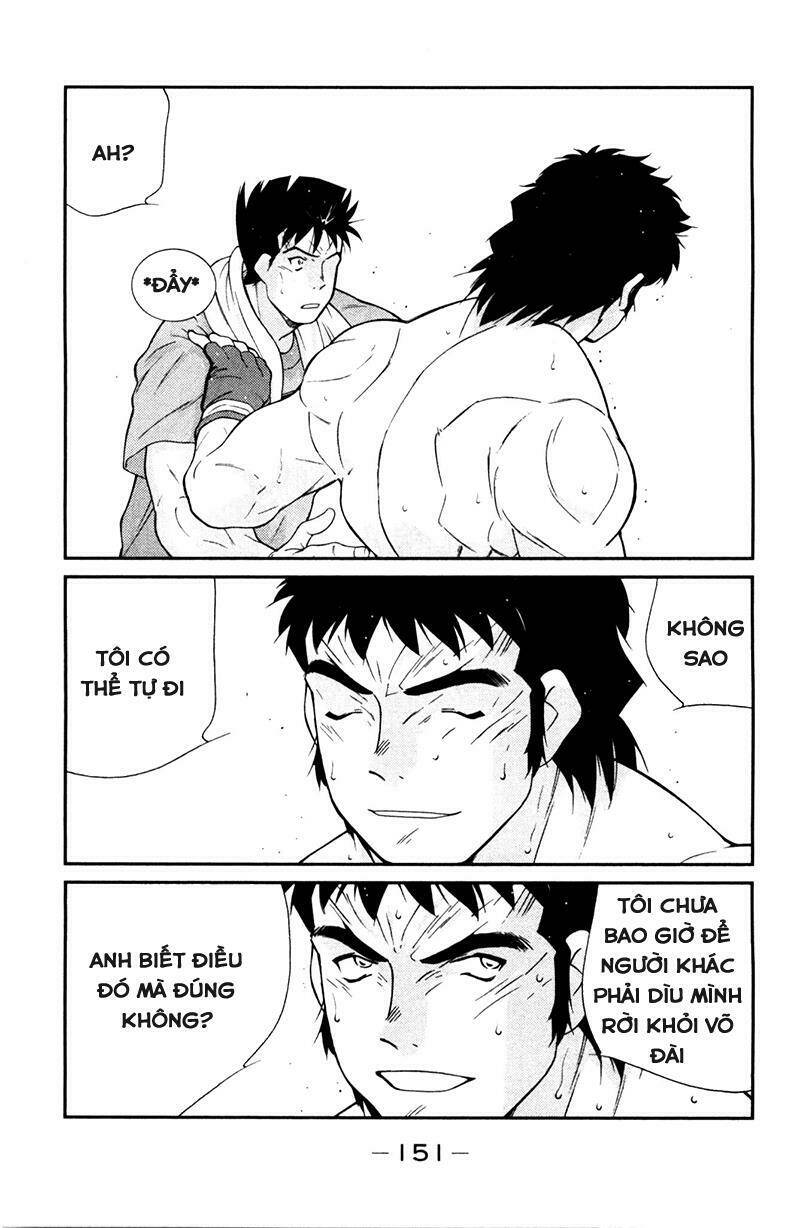 AH?
*ĐẨY*
KHÔNG
SAO
TÔI CÓ
THỂ TỰ ĐI
TÔI CHƯA
BAO GIỜ ĐỂ
NGƯỜI KHÁC
PHẢI DÌU MÌNH
RỜI KHỎI VÕ
ĐÀI
ANH BIẾT ĐIỀU
ĐÓ MÀ ĐÚNG
KHÔNG?
—151—